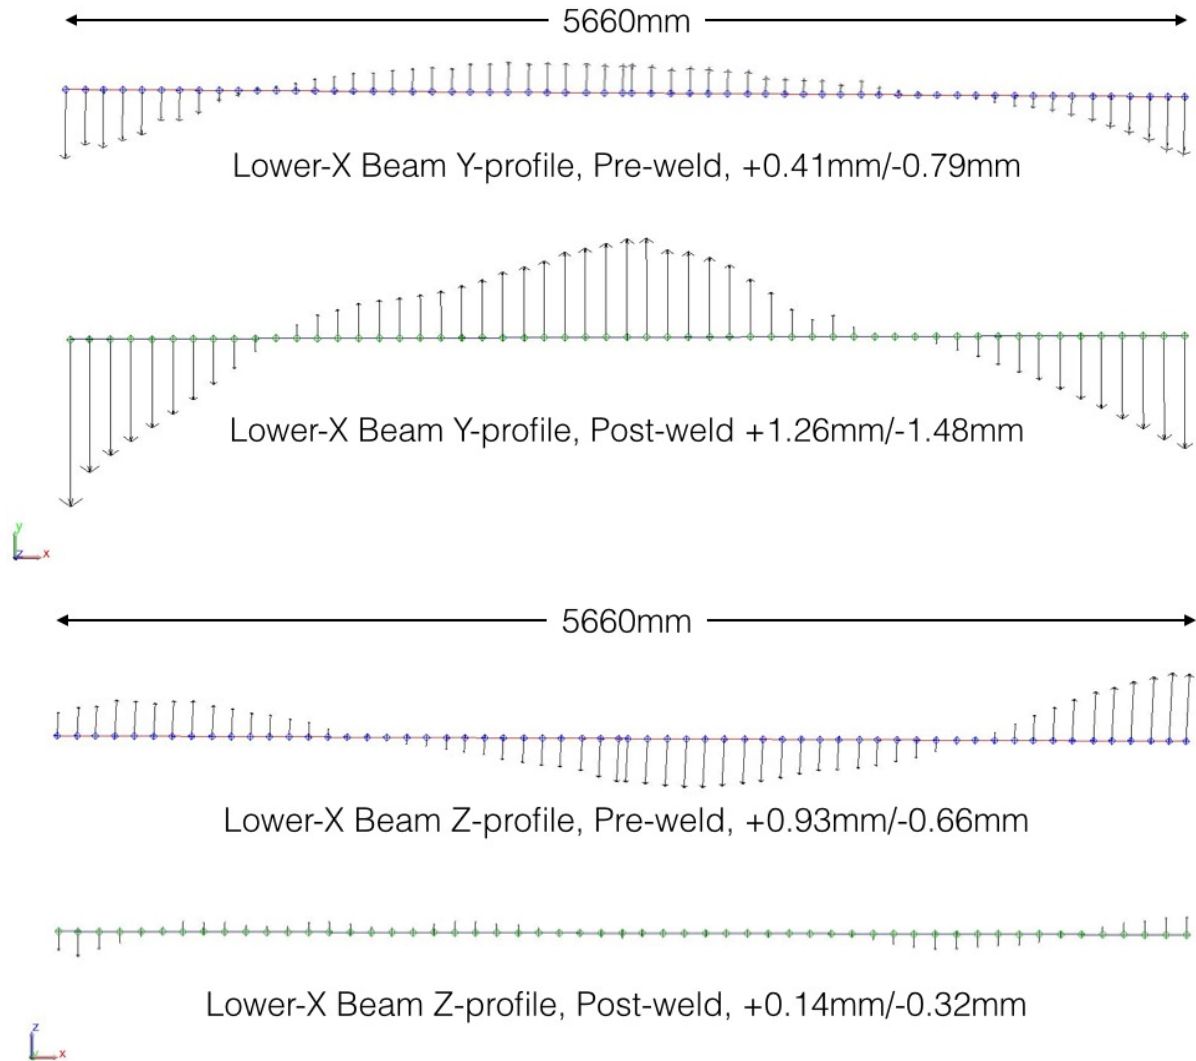 5660mm
Lower-X Beam Y-profile, Pre-weld, +0.41mm/-0.79mm
Lower-X Beam Y-profile, Post-weld +1.26mm/-1.48mm
y
z x
5660mm
Lower-X Beam Z-profile, Pre-weld, +0.93mm/-0.66mm
Lower-X Beam Z-profile, Post-weld, +0.14mm/-0.32mm
z
x